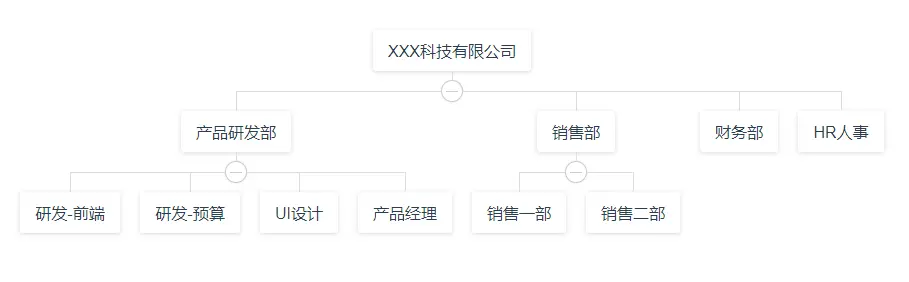 XXX科技有限公司
产品研发部
销售部
财务部
HR人事
研发-前端
研发-预算
UI设计
产品经理
销售一部
销售二部